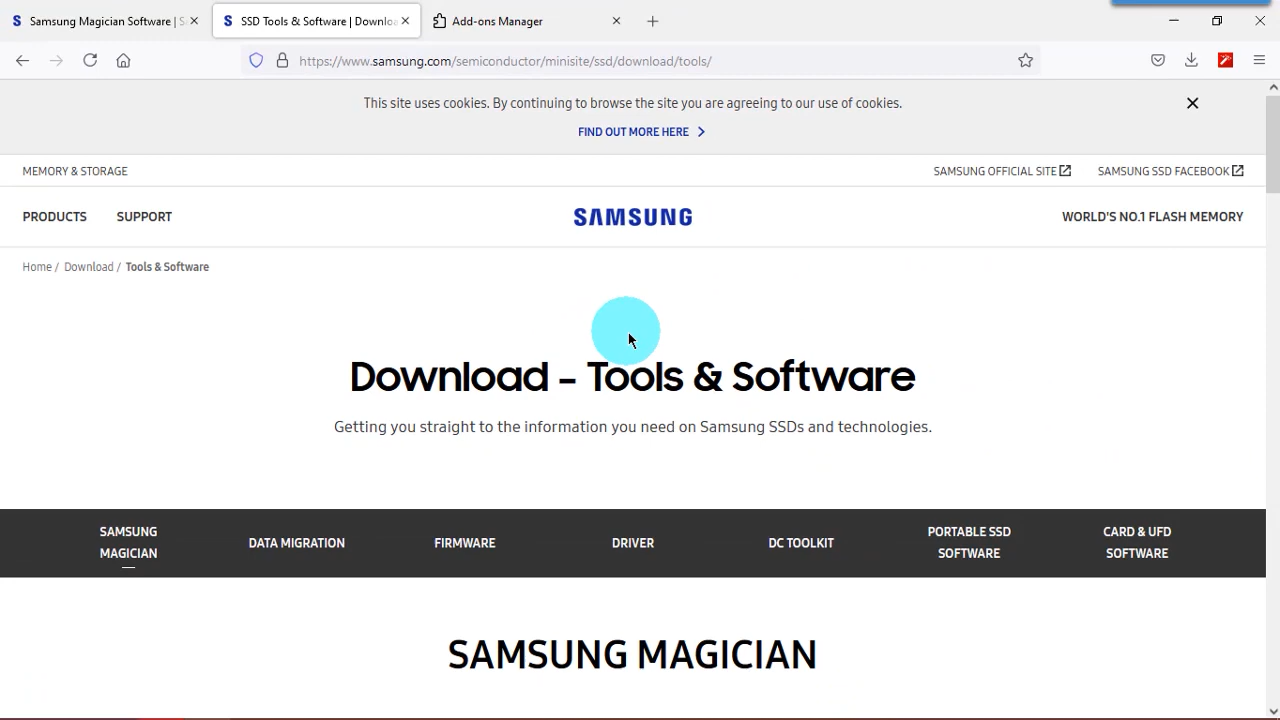 Samsung Magician Software | S
SSD Tools & Software | Downloa
Add-ons Manager
https://www.samsung.com/semiconductor/minisite/ssd/download/tools/
This site uses cookies. By continuing to browse the site you are agreeing to our use of cookies.
FIND OUT MORE HERE
MEMORY & STORAGE
SAMSUNG OFFICIAL SITE
SAMSUNG SSD FACEBOOK
PRODUCTS
SUPPORT
SAMSUNG
WORLD'S NO.1 FLASH MEMORY
Home / Download / Tools & Software
Download – Tools & Software
Getting you straight to the information you need on Samsung SSDs and technologies.
SAMSUNG
MAGICIAN
DATA MIGRATION
FIRMWARE
DRIVER
DC TOOLKIT
PORTABLE SSD
SOFTWARE
CARD & UFD
SOFTWARE
SAMSUNG MAGICIAN